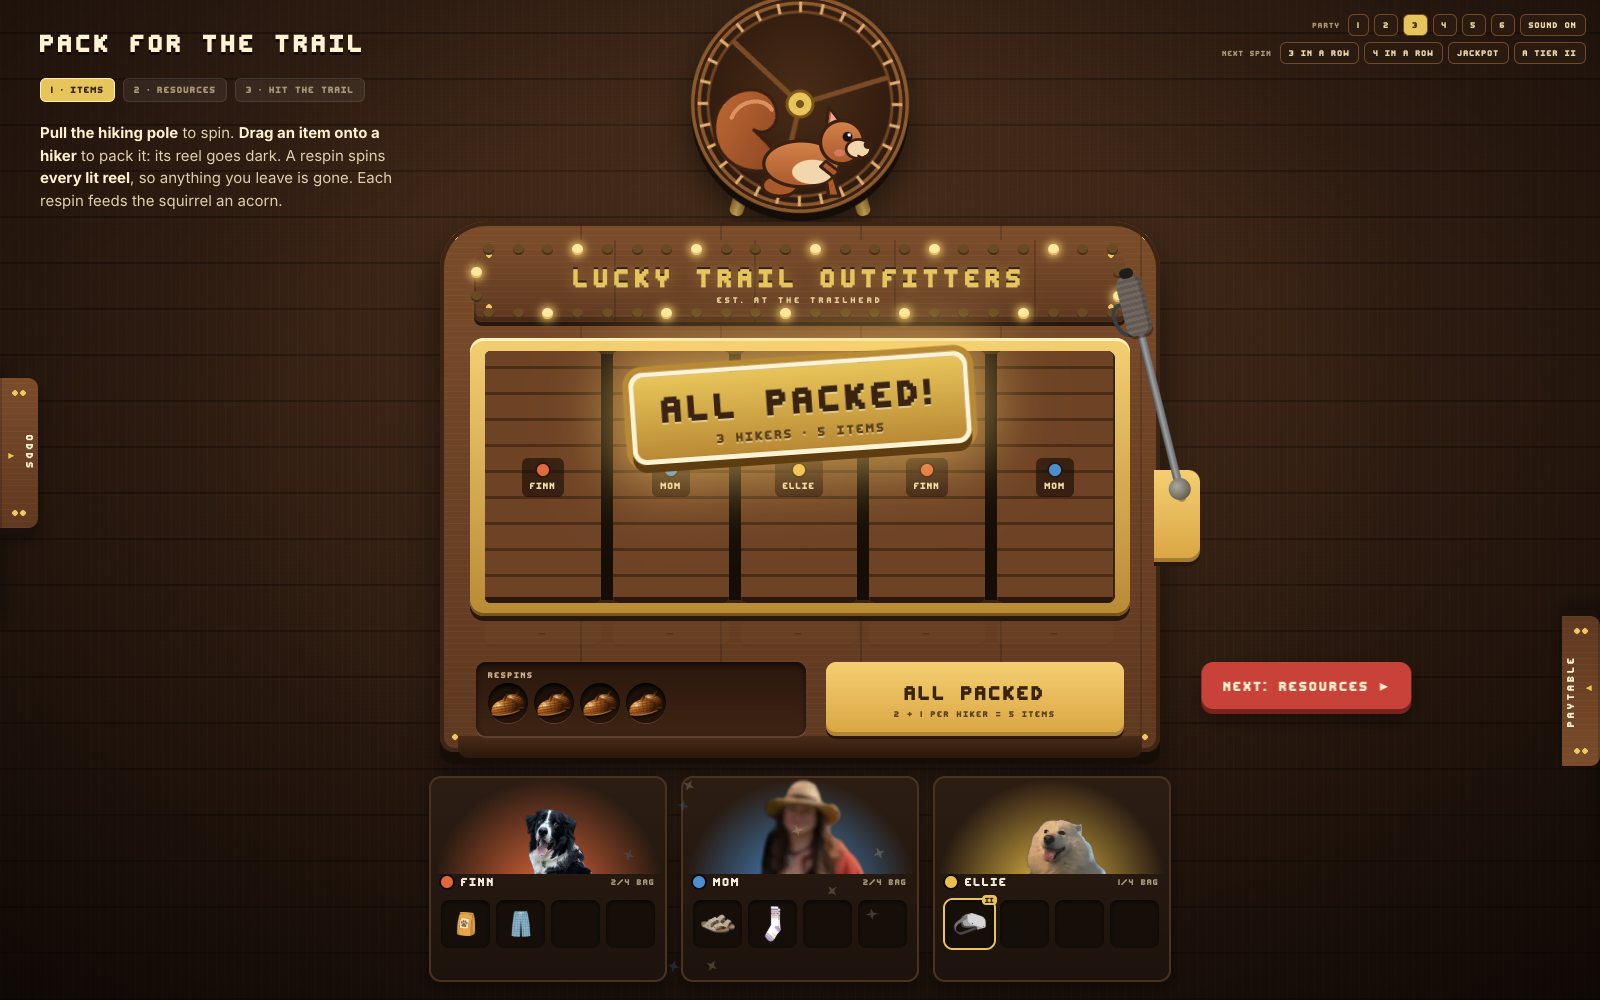 PACK FOR THE TRAIL
1 · ITEMS
2 · RESOURCES
3 · HIT THE TRAIL
Pull the hiking pole to spin. Drag an item onto a
hiker to pack it: its reel goes dark. A respin spins
every lit reel, so anything you leave is gone. Each
respin feeds the squirrel an acorn.
PARTY 1 2 3 4 5 6 SOUND ON
NEXT SPIN 3 IN A ROW 4 IN A ROW JACKPOT A TIER II
LUCKY TRAIL OUTFITTERS
EST. AT THE TRAILHEAD
ALL PACKED!
3 HIKERS · 5 ITEMS
FINN MOM ELLIE FINN MOM
ODDS
RESPINS
ALL PACKED
2 + 1 PER HIKER = 5 ITEMS
NEXT: RESOURCES ▶
PAYTABLE
FINN 2/4 BAG
MOM 2/4 BAG
ELLIE 1/4 BAG